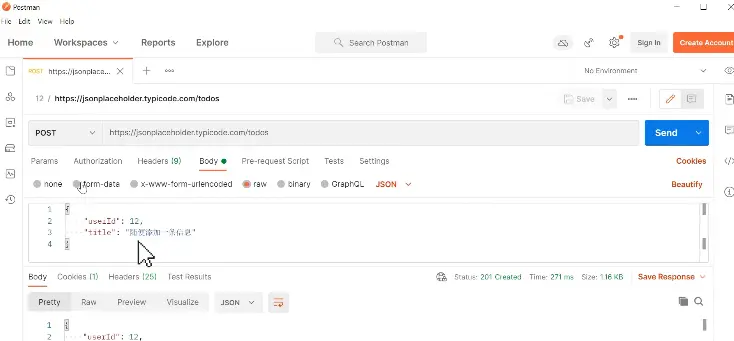 Postman
File Edit View Help
Home Workspaces Reports Explore Search Postman Sign In Create Account
POST https://jsonplace... No Environment
12 / https://jsonplaceholder.typicode.com/todos Save
POST https://jsonplaceholder.typicode.com/todos Send
Params Authorization Headers (9) Body Pre-request Script Tests Settings Cookies
none form-data x-www-form-urlencoded raw binary GraphQL JSON Beautify
1 {
2 "userId": 12,
3 "title": "随便添加一条信息"
4 }
Body Cookies (1) Headers (25) Test Results Status: 201 Created Time: 271 ms Size: 1.16 KB Save Response
Pretty Raw Preview Visualize JSON
1 {
2 "userId": 12,